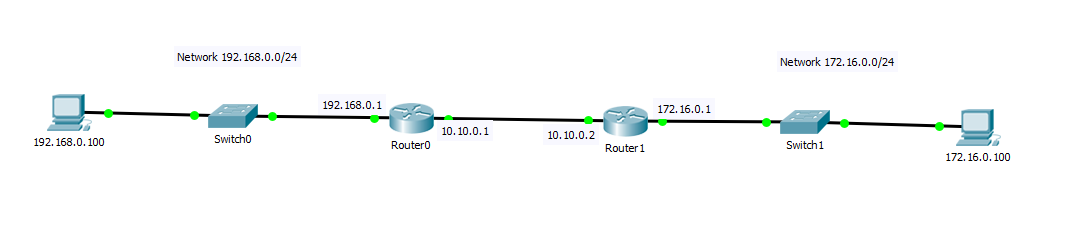 Network 192.168.0.0/24
Network 172.16.0.0/24
192.168.0.1
172.16.0.1
10.10.0.1
10.10.0.2
192.168.0.100
Switch0
Router0
Router1
Switch1
172.16.0.100